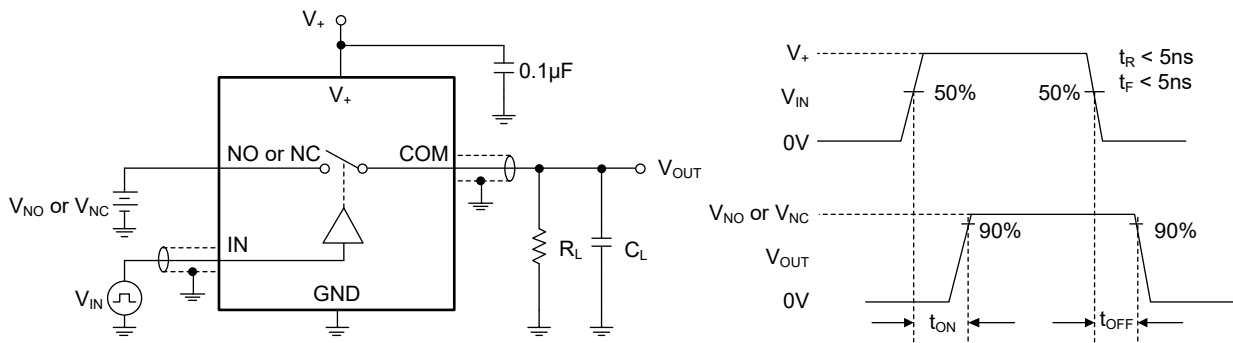 V+
0.1µF
V+
NO or NC
COM
VOUT
VNO or VNC
IN
RL
CL
VIN
GND
V+
tR < 5ns
tF < 5ns
VIN
50%
50%
0V
VNO or VNC
90%
90%
VOUT
0V
tON
tOFF